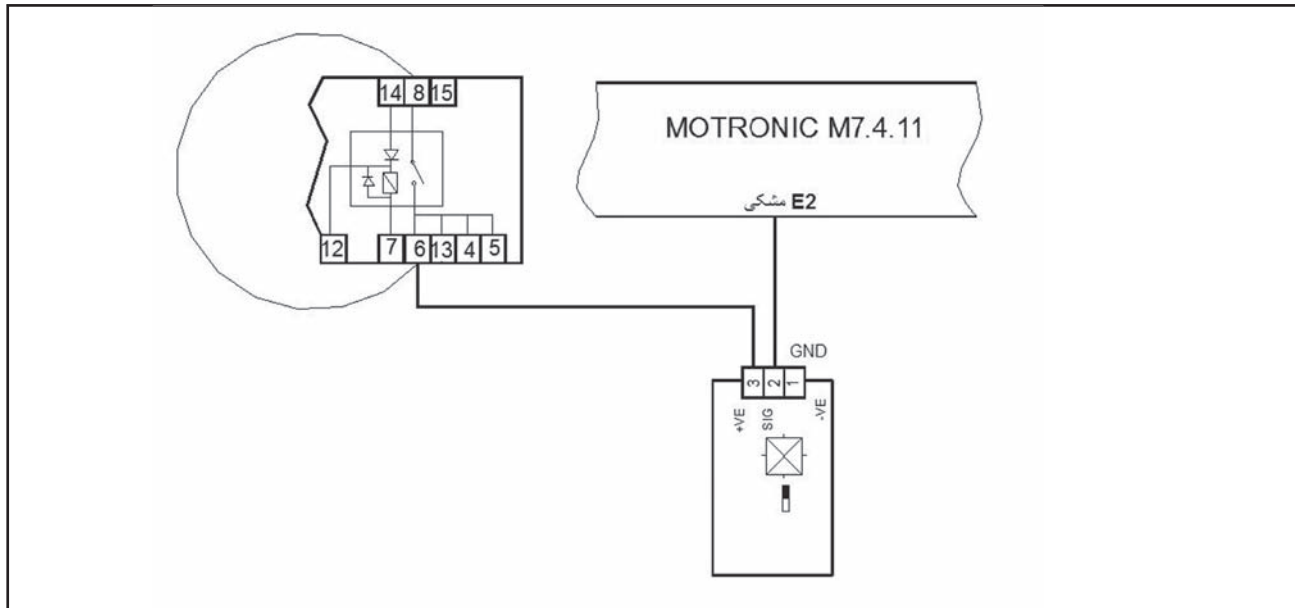 14 8 15
MOTRONIC M7.4.11
E2 مشکی
12 7 6 13 4 5
GND
3 2 1
+VE SIG -VE